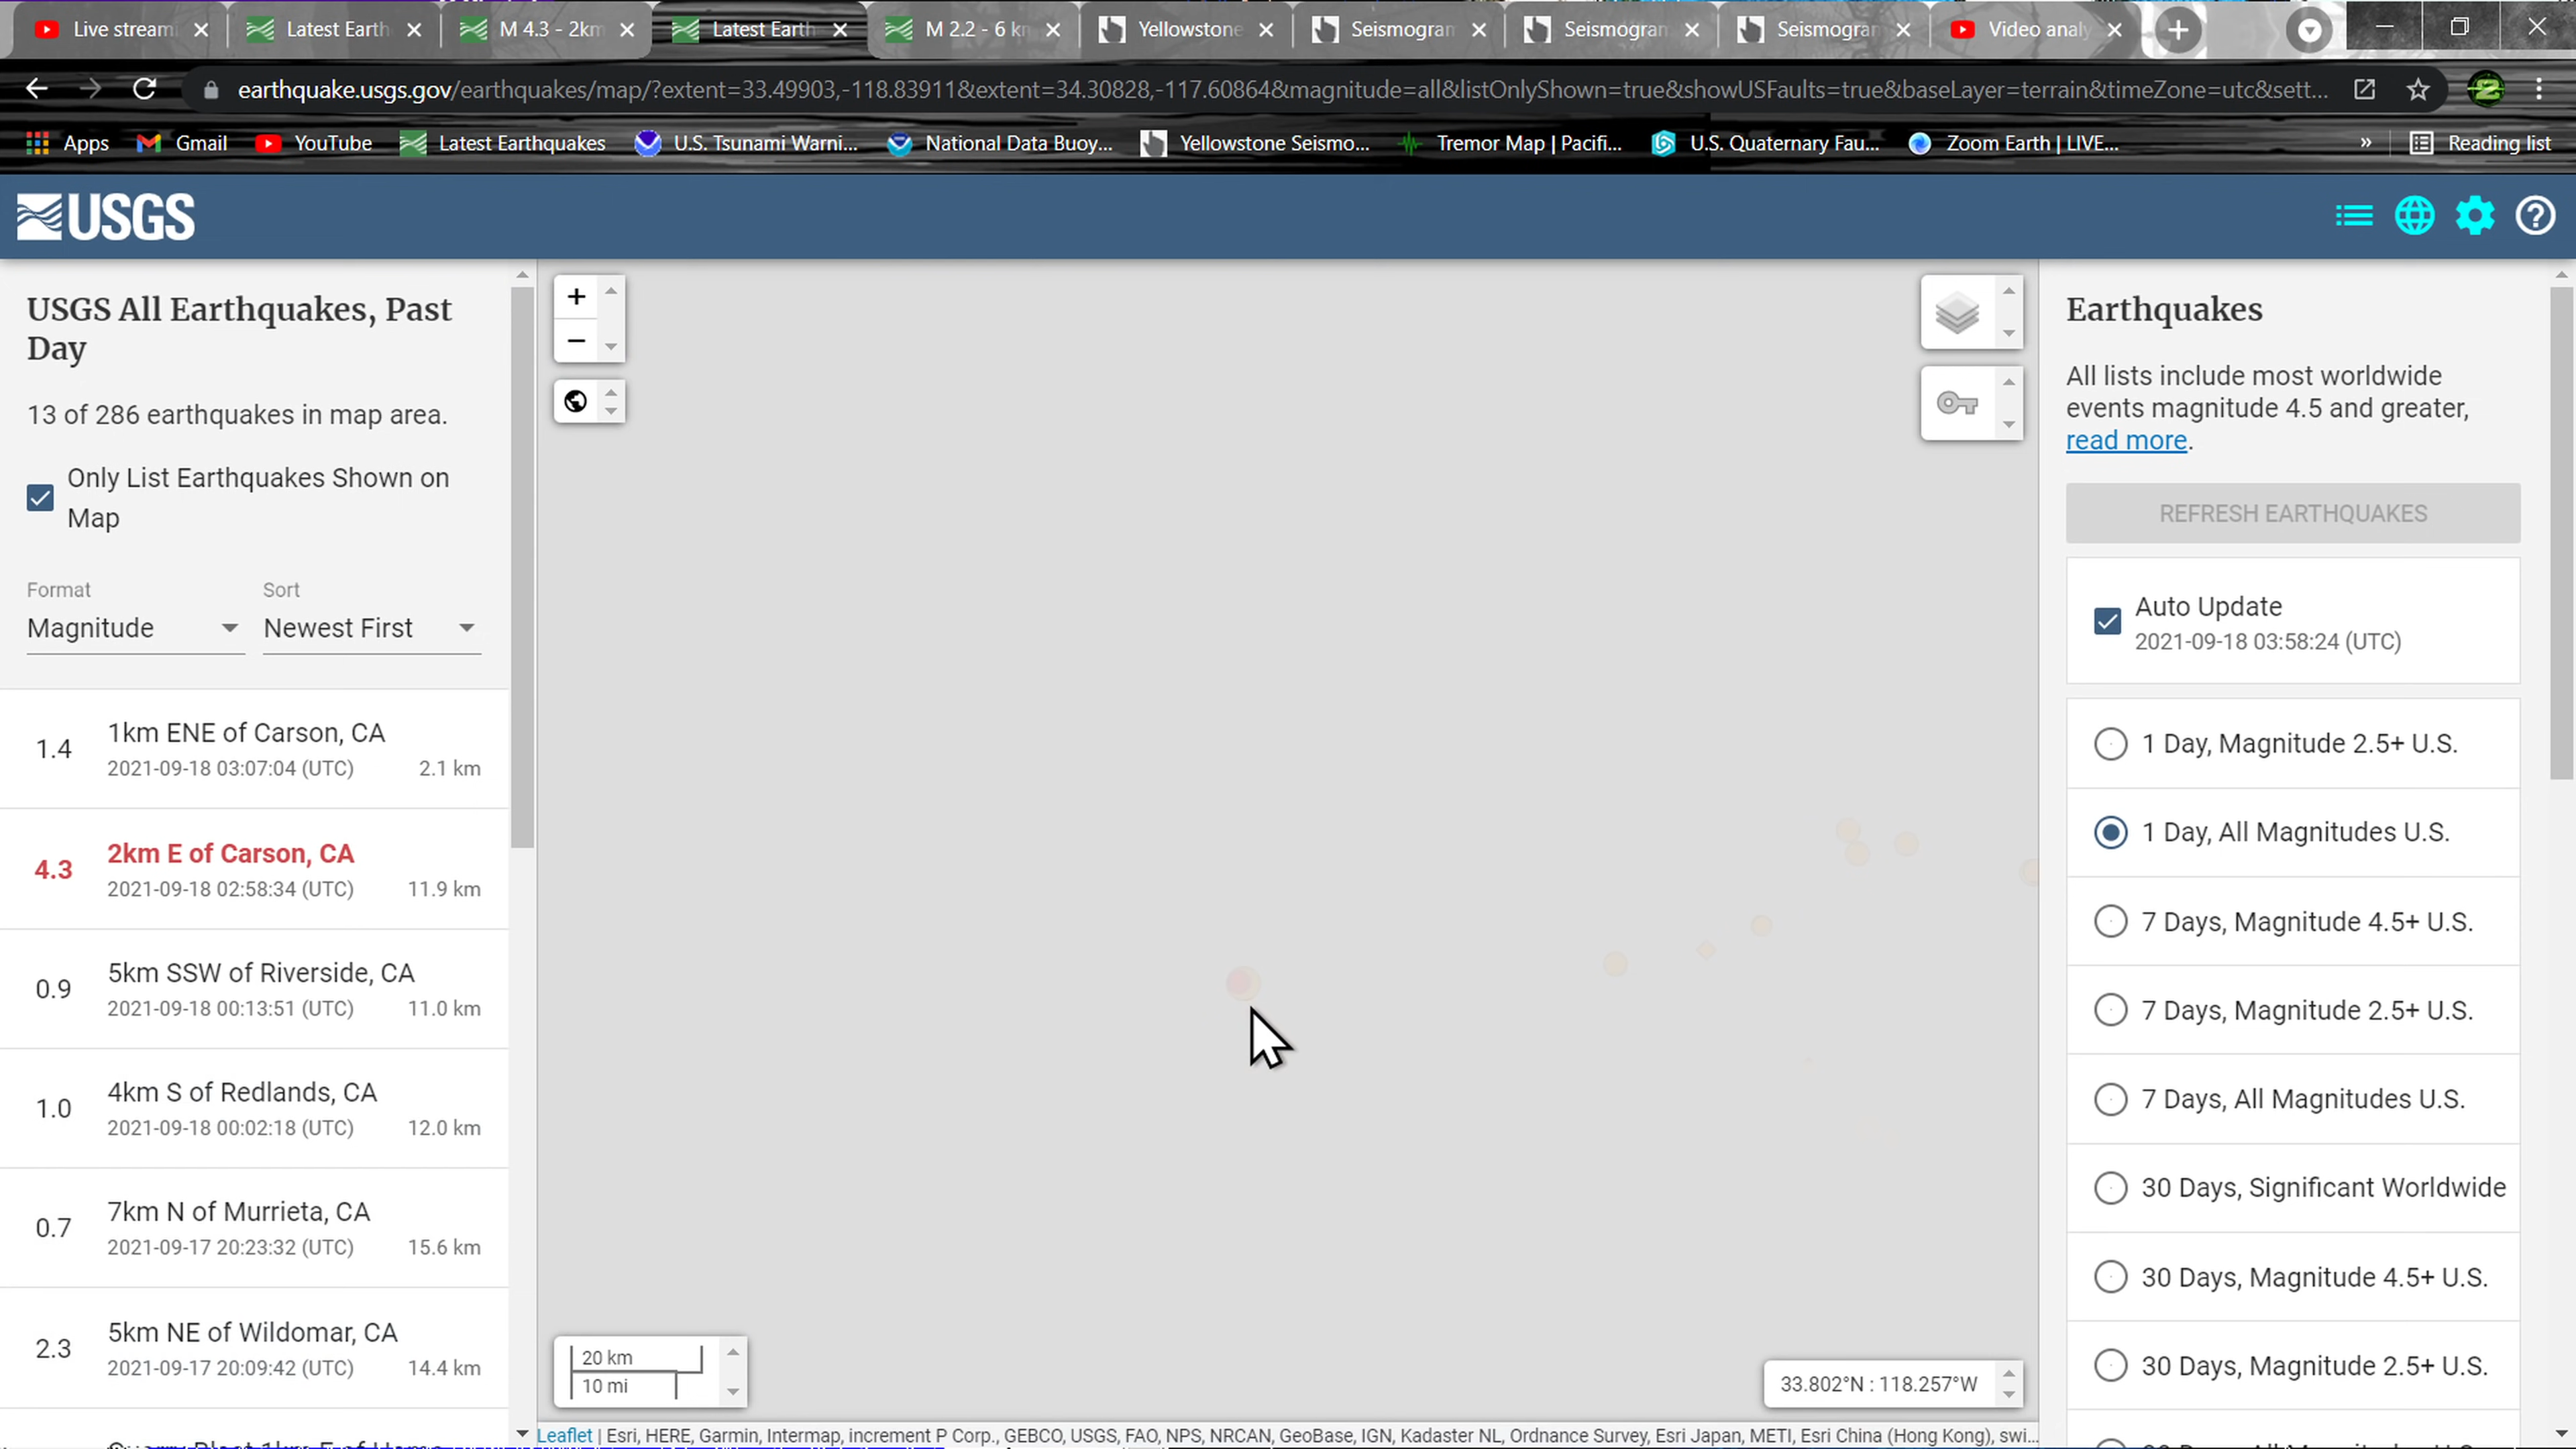 Live stream
Latest Earth
M 4.3 - 2km
Latest Earth
M 2.2 - 6 k
Yellowstone
Seismogram
Seismogram
Seismogram
Video anal
earthquake.usgs.gov/earthquakes/map/?extent=33.49903,-118.83911&extent=34.30828,-117.60864&magnitude=all&listOnlyShown=true&showUSFaults=true&baseLayer=terrain&timeZone=utc&sett...
Apps
Gmail
YouTube
Latest Earthquakes
U.S. Tsunami Warni...
National Data Buoy...
Yellowstone Seismo...
Tremor Map | Pacifi...
U.S. Quaternary Fau...
Zoom Earth | LIVE...
»
Reading list
USGS
USGS All Earthquakes, Past
Day
13 of 286 earthquakes in map area.
Only List Earthquakes Shown on
Map
Format
Sort
Magnitude
Newest First
1.4
1km ENE of Carson, CA
2021-09-18 03:07:04 (UTC)
2.1 km
4.3
2km E of Carson, CA
2021-09-18 02:58:34 (UTC)
11.9 km
0.9
5km SSW of Riverside, CA
2021-09-18 00:13:51 (UTC)
11.0 km
1.0
4km S of Redlands, CA
2021-09-18 00:02:18 (UTC)
12.0 km
0.7
7km N of Murrieta, CA
2021-09-17 20:23:32 (UTC)
15.6 km
2.3
5km NE of Wildomar, CA
2021-09-17 20:09:42 (UTC)
14.4 km
+
−
20 km
10 mi
33.802°N : 118.257°W
Leaflet | Esri, HERE, Garmin, Intermap, increment P Corp., GEBCO, USGS, FAO, NPS, NRCAN, GeoBase, IGN, Kadaster NL, Ordnance Survey, Esri Japan, METI, Esri China (Hong Kong), swi...
Earthquakes
All lists include most worldwide
events magnitude 4.5 and greater,
read more.
REFRESH EARTHQUAKES
Auto Update
2021-09-18 03:58:24 (UTC)
1 Day, Magnitude 2.5+ U.S.
1 Day, All Magnitudes U.S.
7 Days, Magnitude 4.5+ U.S.
7 Days, Magnitude 2.5+ U.S.
7 Days, All Magnitudes U.S.
30 Days, Significant Worldwide
30 Days, Magnitude 4.5+ U.S.
30 Days, Magnitude 2.5+ U.S.